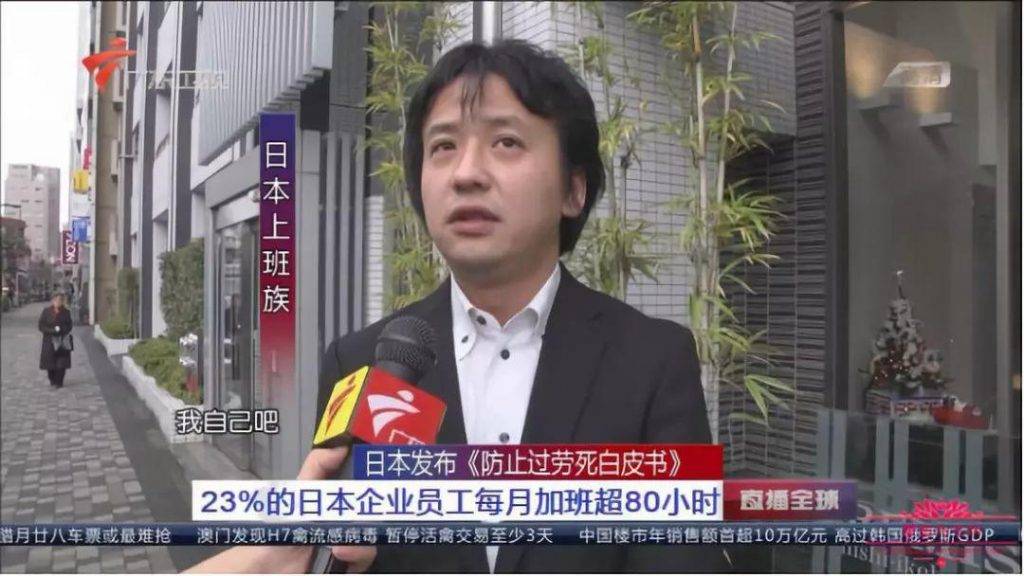 日本上班族
我自己吧
日本发布《防止过劳死白皮书》
23%的日本企业员工每月加班超80小时
直播全球
腊月廿八车票或最难抢 澳门发现H7禽流感病毒 暂停活禽交易至少3天 中国楼市年销售额首超10万亿元 高过韩国俄罗斯GDP